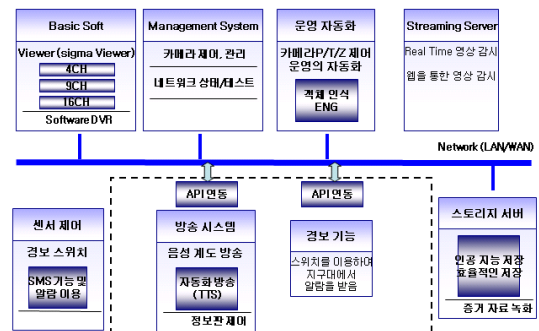 Basic Soft
Viewer (sigma Viewer)
4CH
9CH
16CH
Software DVR
Management System
카메라 제어, 관리
네트워크 상태/테스트
운영 자동화
카메라P/T/Z 제어
운영의 자동화
객체 인식
ENG
Streaming Server
Real Time 영상 감시
웹을 통한 영상 감시
Network (LAN/WAN)
API 연동
API 연동
센서 제어
경보 스위치
SMS 기능 및
알람 이용
방송 시스템
음성 계도 방송
자동화 방송
(TTS)
정보판 제어
경보 기능
스위치를 이용하여
지구대에서
알람을 받음
스토리지 서버
인공 지능 저장
효율적인 저장
증거 자료 녹화